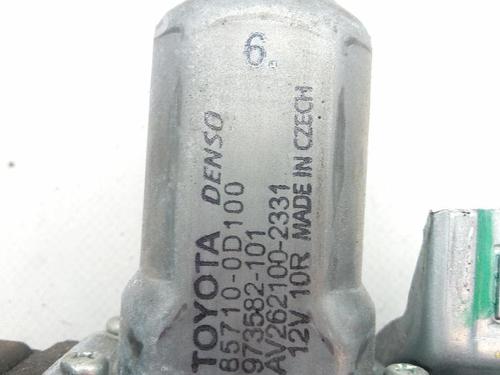 6.
TOYOTA DENSO
85710-0D100
973582-101
AV262100-2331
12V 10R MADE IN CZECH